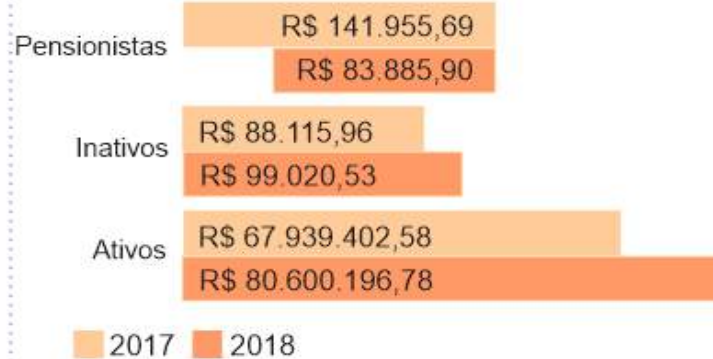 Pensionistas
R$ 141.955,69
R$ 83.885,90
Inativos
R$ 88.115,96
R$ 99.020,53
Ativos
R$ 67.939.402,58
R$ 80.600.196,78
2017 2018